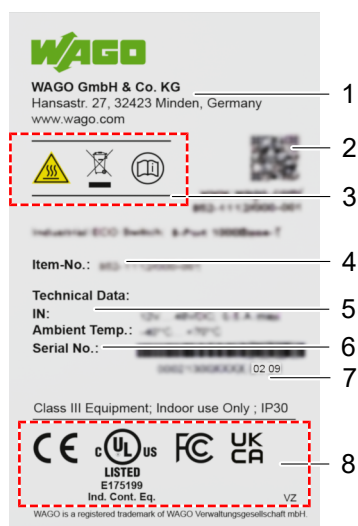 WAGO
WAGO GmbH & Co. KG
Hansastr. 27, 32423 Minden, Germany
www.wago.com
Item-No.:
Technical Data:
IN:
Ambient Temp.:
Serial No.:
02 09
Class III Equipment; Indoor use Only ; IP30
CE C UL US FC UK CA
LISTED
E175199
Ind. Cont. Eq.
VZ
WAGO is a registered trademark of WAGO Verwaltungsgesellschaft mbH.
1
2
3
4
5
6
7
8